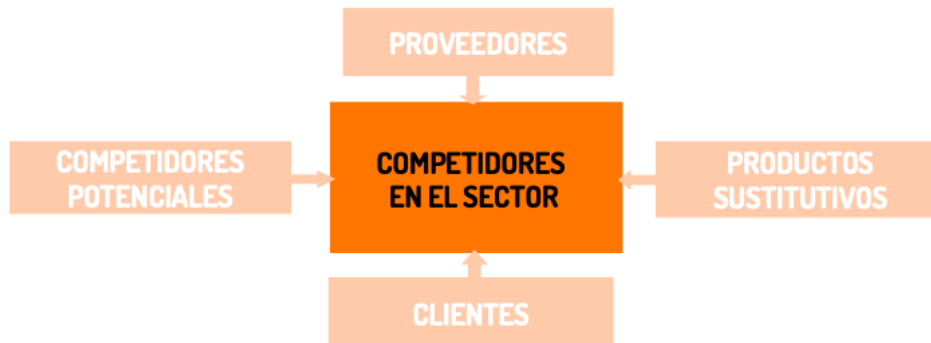 PROVEEDORES
COMPETIDORES
POTENCIALES
COMPETIDORES
EN EL SECTOR
PRODUCTOS
SUSTITUTIVOS
CLIENTES